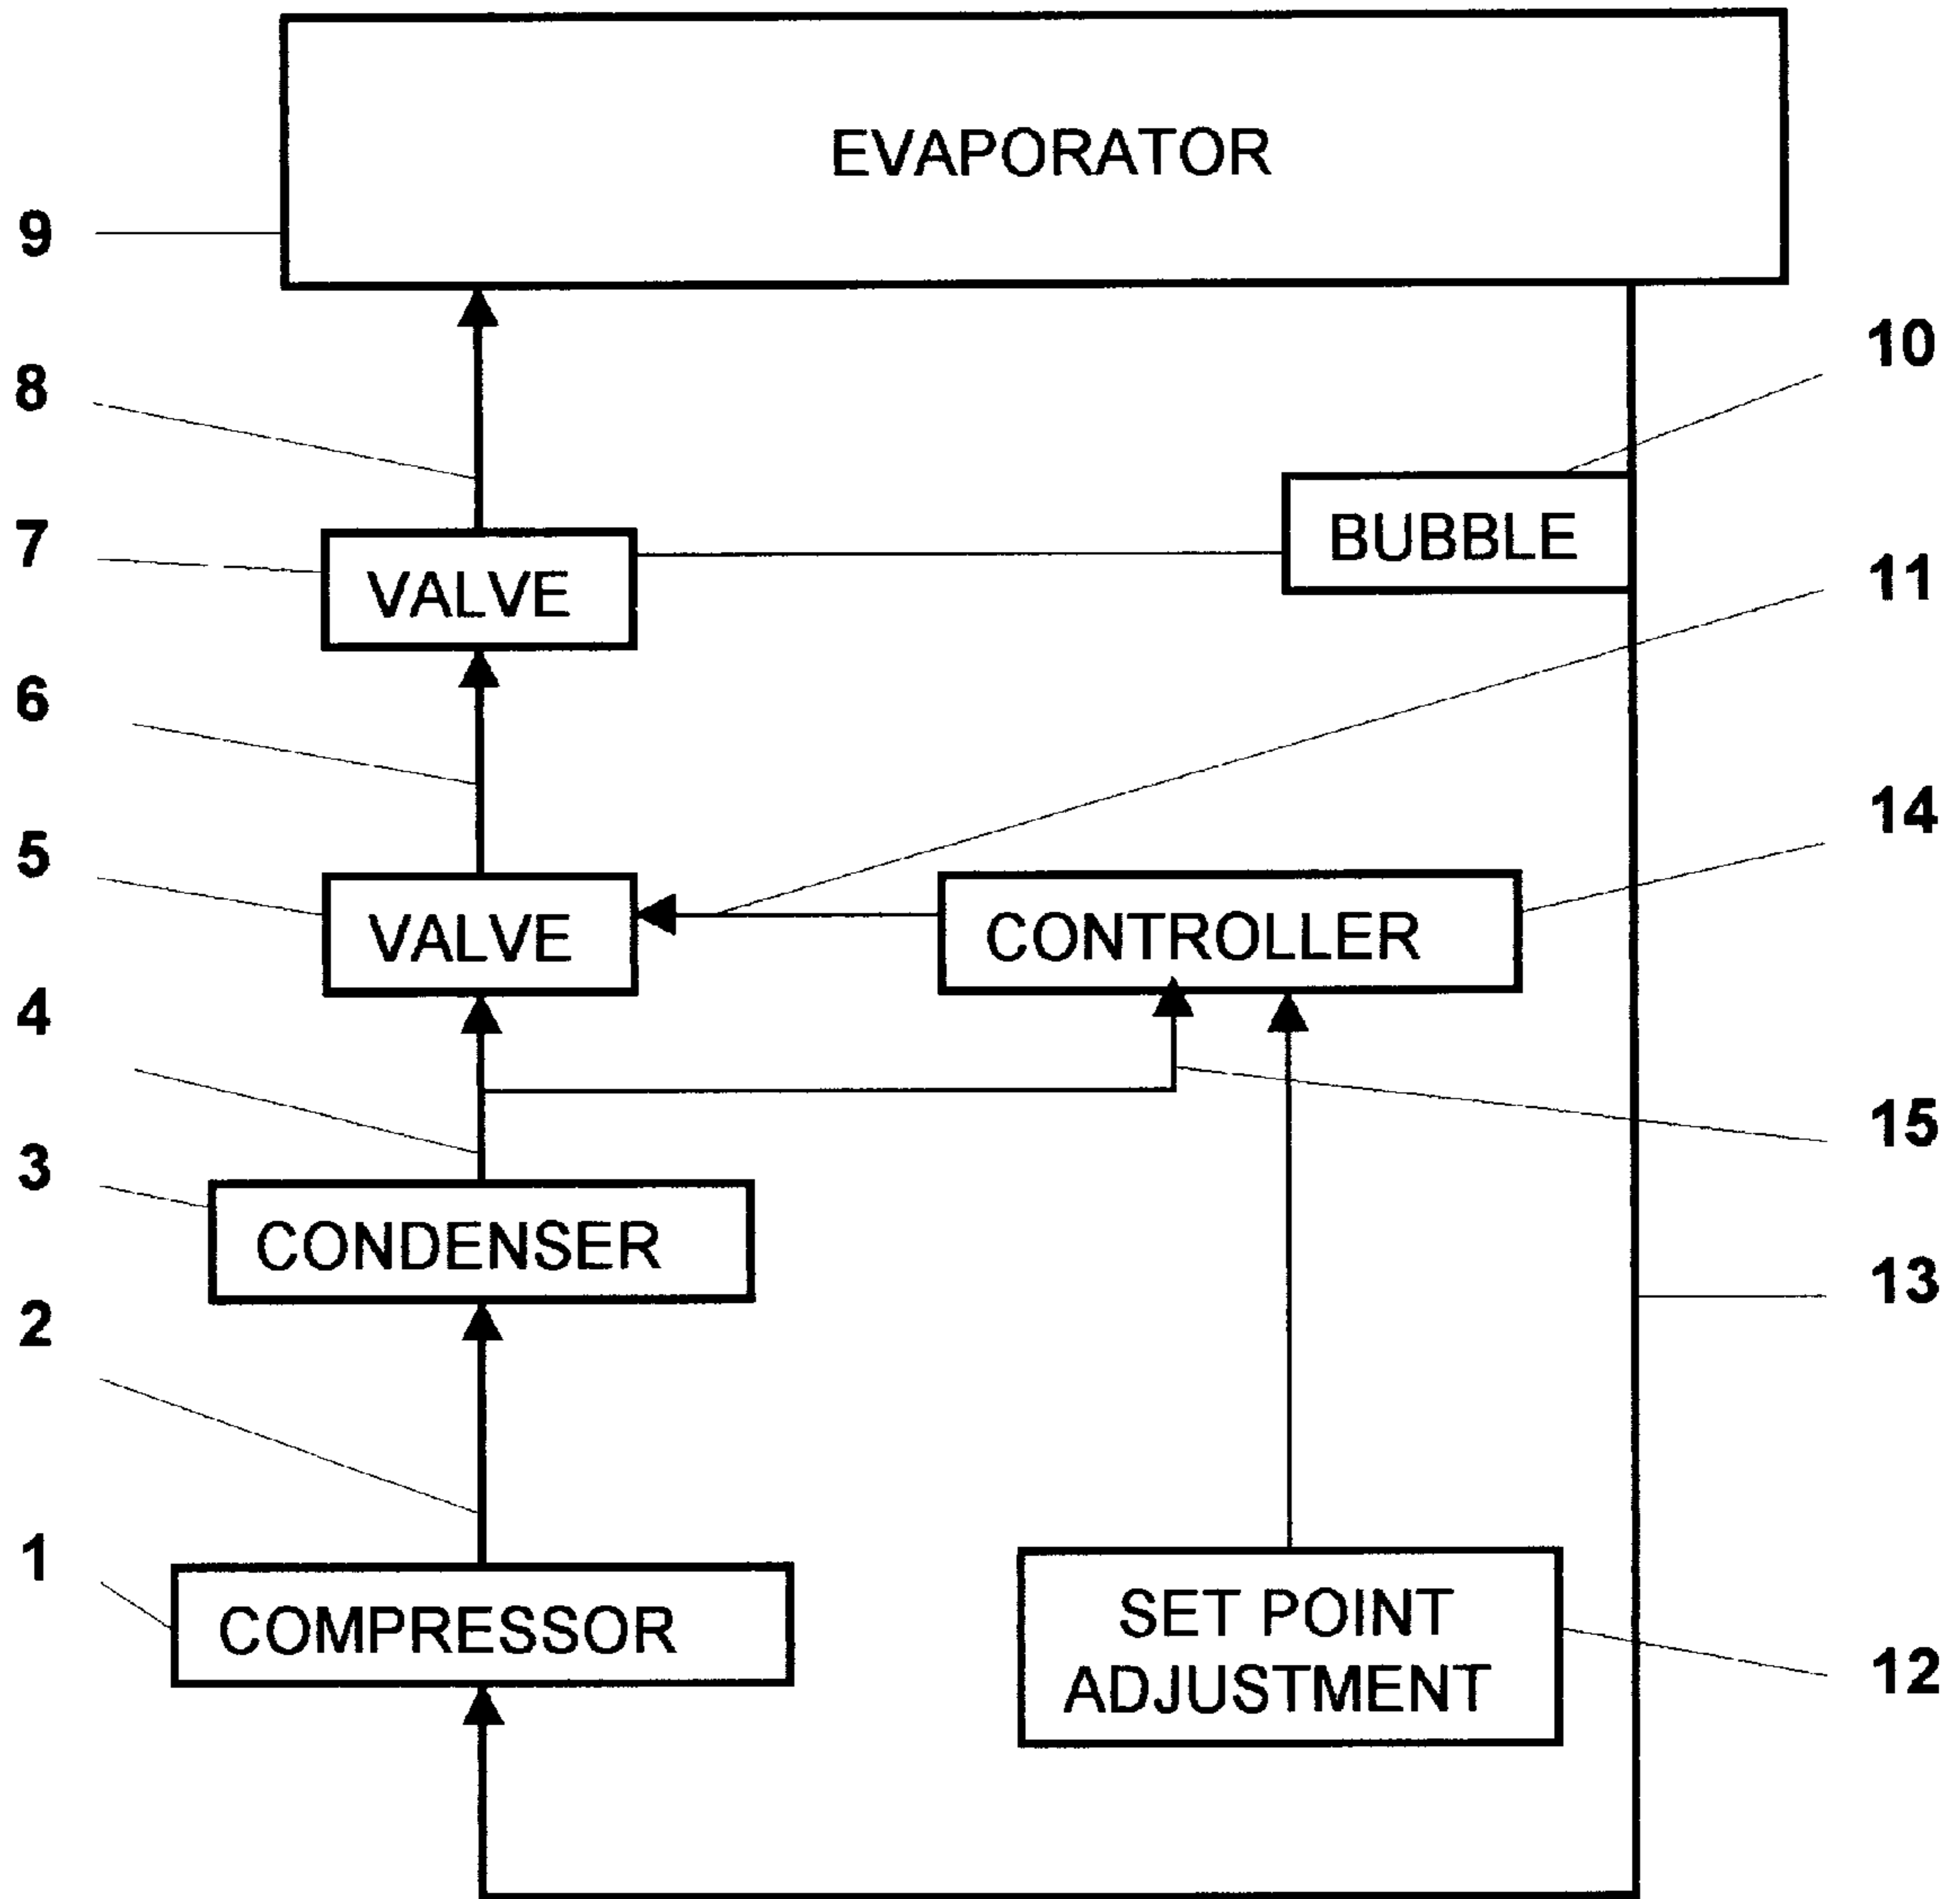 EVAPORATOR
9
10
8
BUBBLE
7
VALVE
11
6
14
5
VALVE
CONTROLLER
4
15
3
CONDENSER
13
2
1
COMPRESSOR
SET POINT
ADJUSTMENT
12